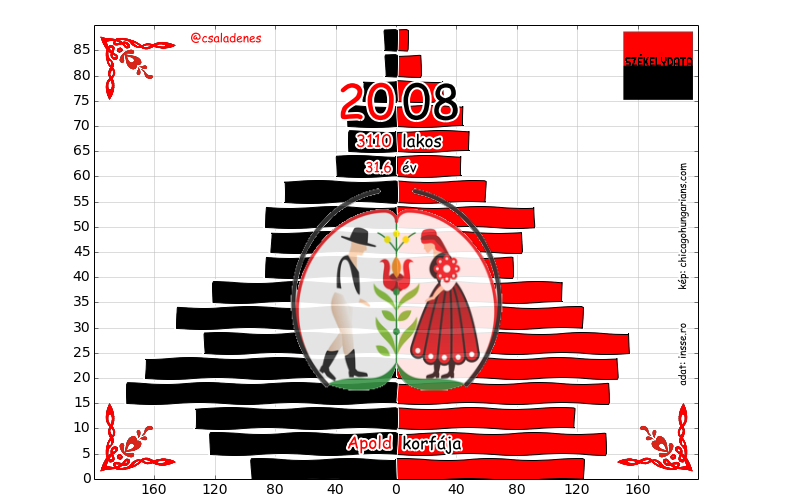 @csaladenes
SZÉKELYDATA
2008
3110 lakos
31.6 év
Apold korfája
kép: chicagohungarians.com
adat: insse.ro
85
80
75
70
65
60
55
50
45
40
35
30
25
20
15
10
5
0
160 120 80 40 0 40 80 120 160